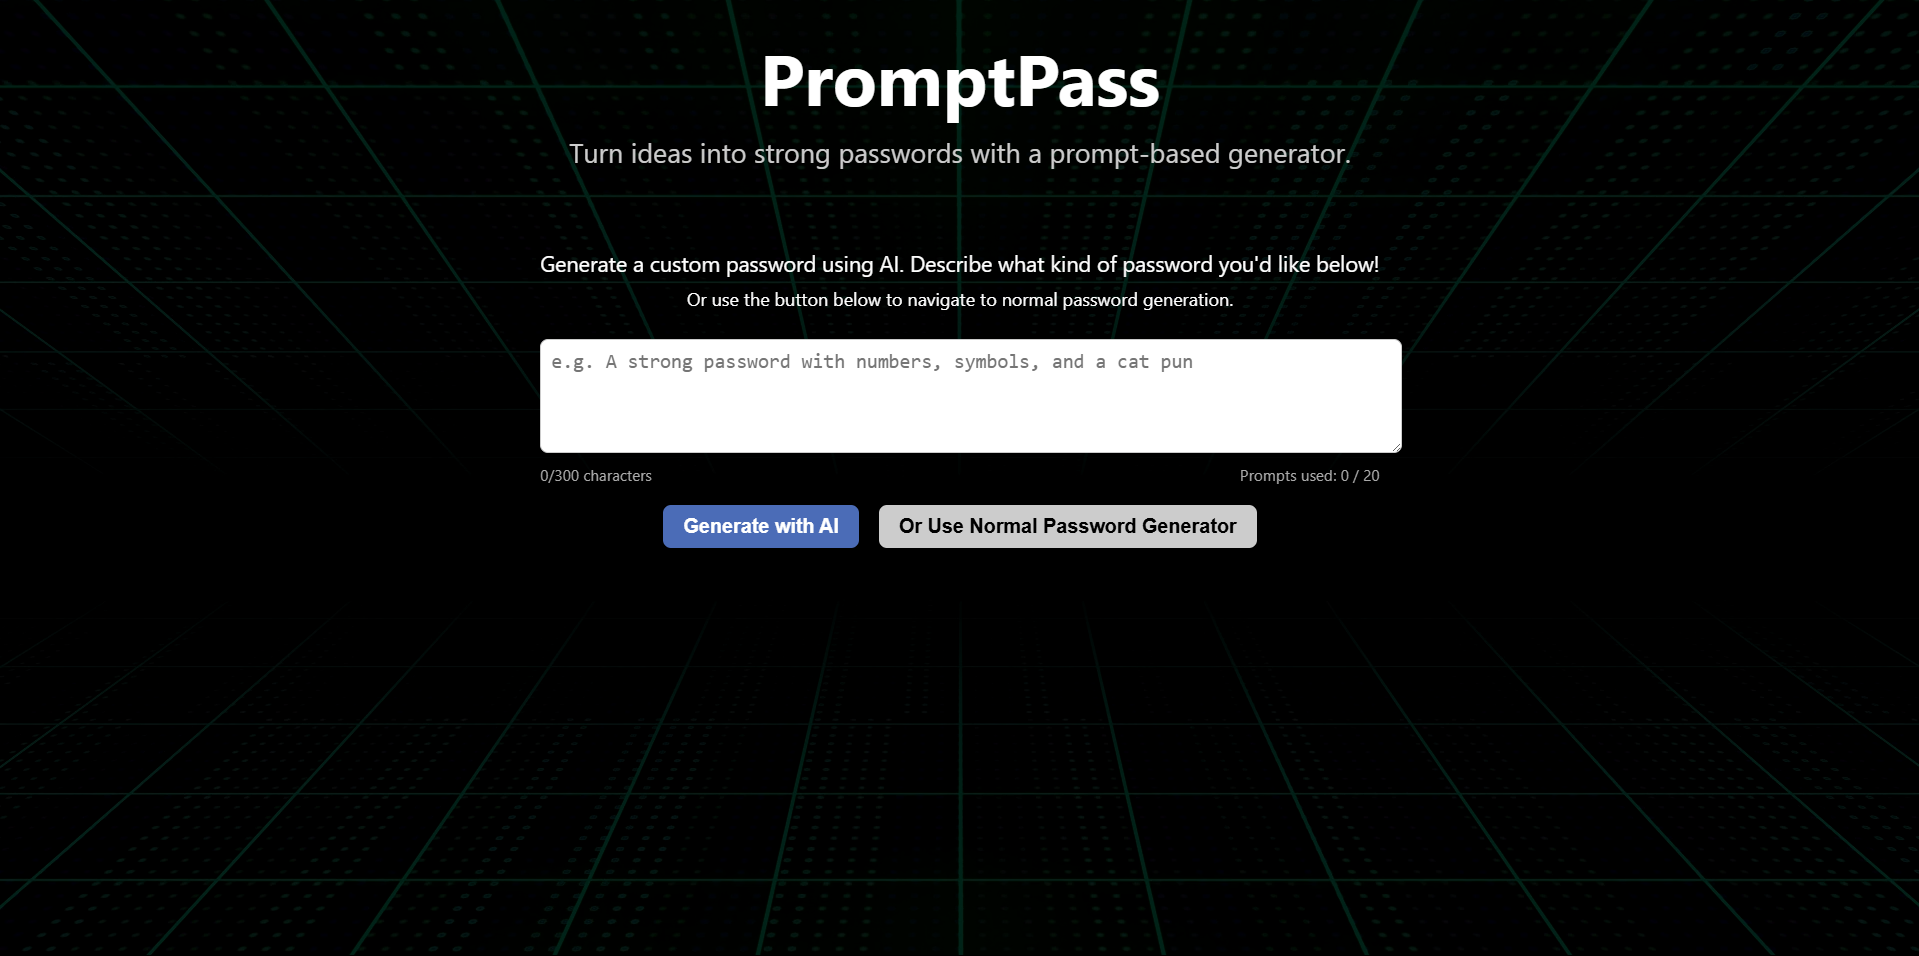 PromptPass
Turn ideas into strong passwords with a prompt-based generator.
Generate a custom password using AI. Describe what kind of password you'd like below!
Or use the button below to navigate to normal password generation.
e.g. A strong password with numbers, symbols, and a cat pun
0/300 characters
Prompts used: 0 / 20
Generate with AI
Or Use Normal Password Generator